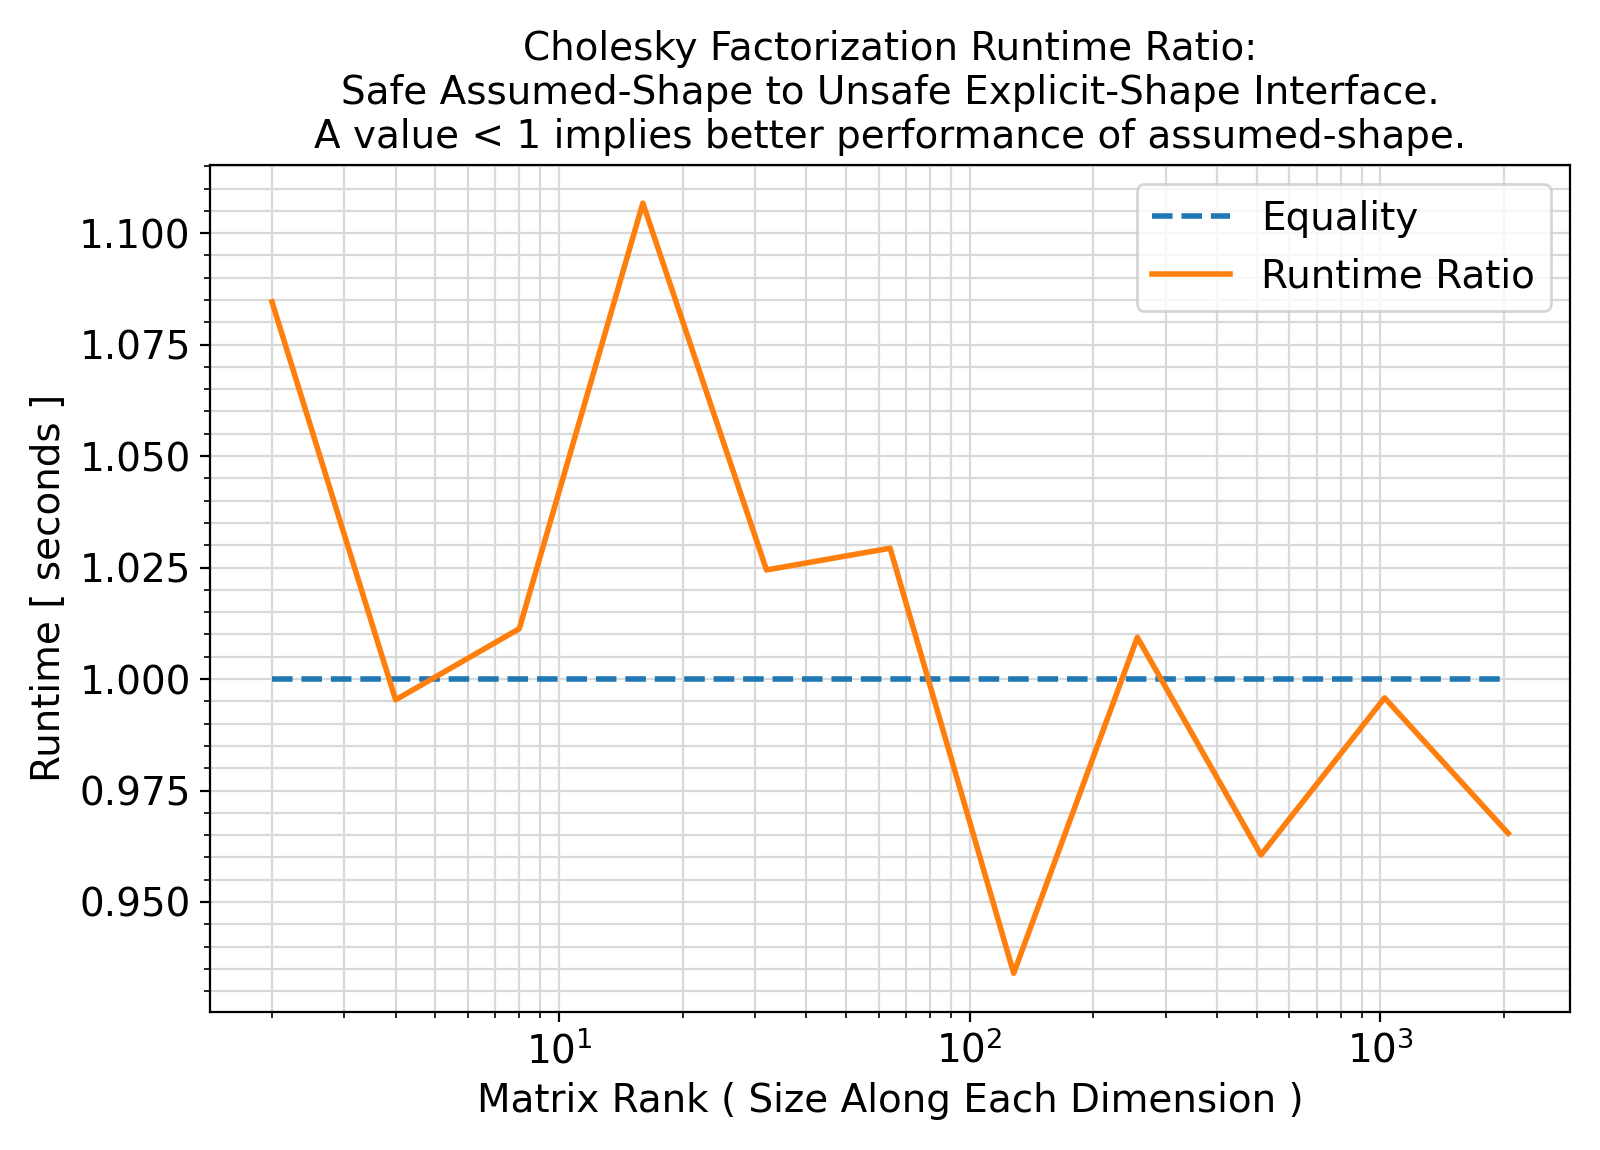 Cholesky Factorization Runtime Ratio:
Safe Assumed-Shape to Unsafe Explicit-Shape Interface.
A value < 1 implies better performance of assumed-shape.
Equality
Runtime Ratio
1.100
1.075
1.050
1.025
1.000
0.975
0.950
Runtime [ seconds ]
10¹
10²
10³
Matrix Rank ( Size Along Each Dimension )